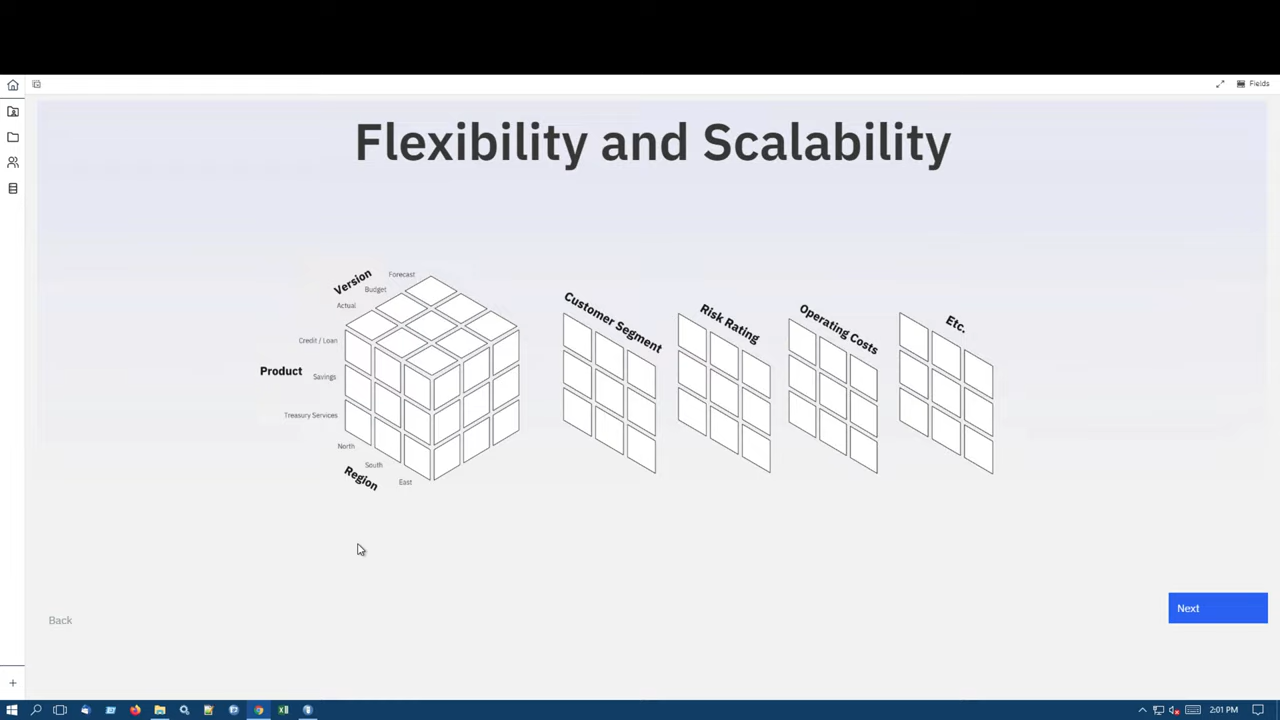 Fields
Flexibility and Scalability
Version
Forecast
Budget
Actual
Credit / Loan
Product
Savings
Treasury Services
North
South
Region
East
Customer Segment
Risk Rating
Operating Costs
Etc.
Back
Next
2:01 PM